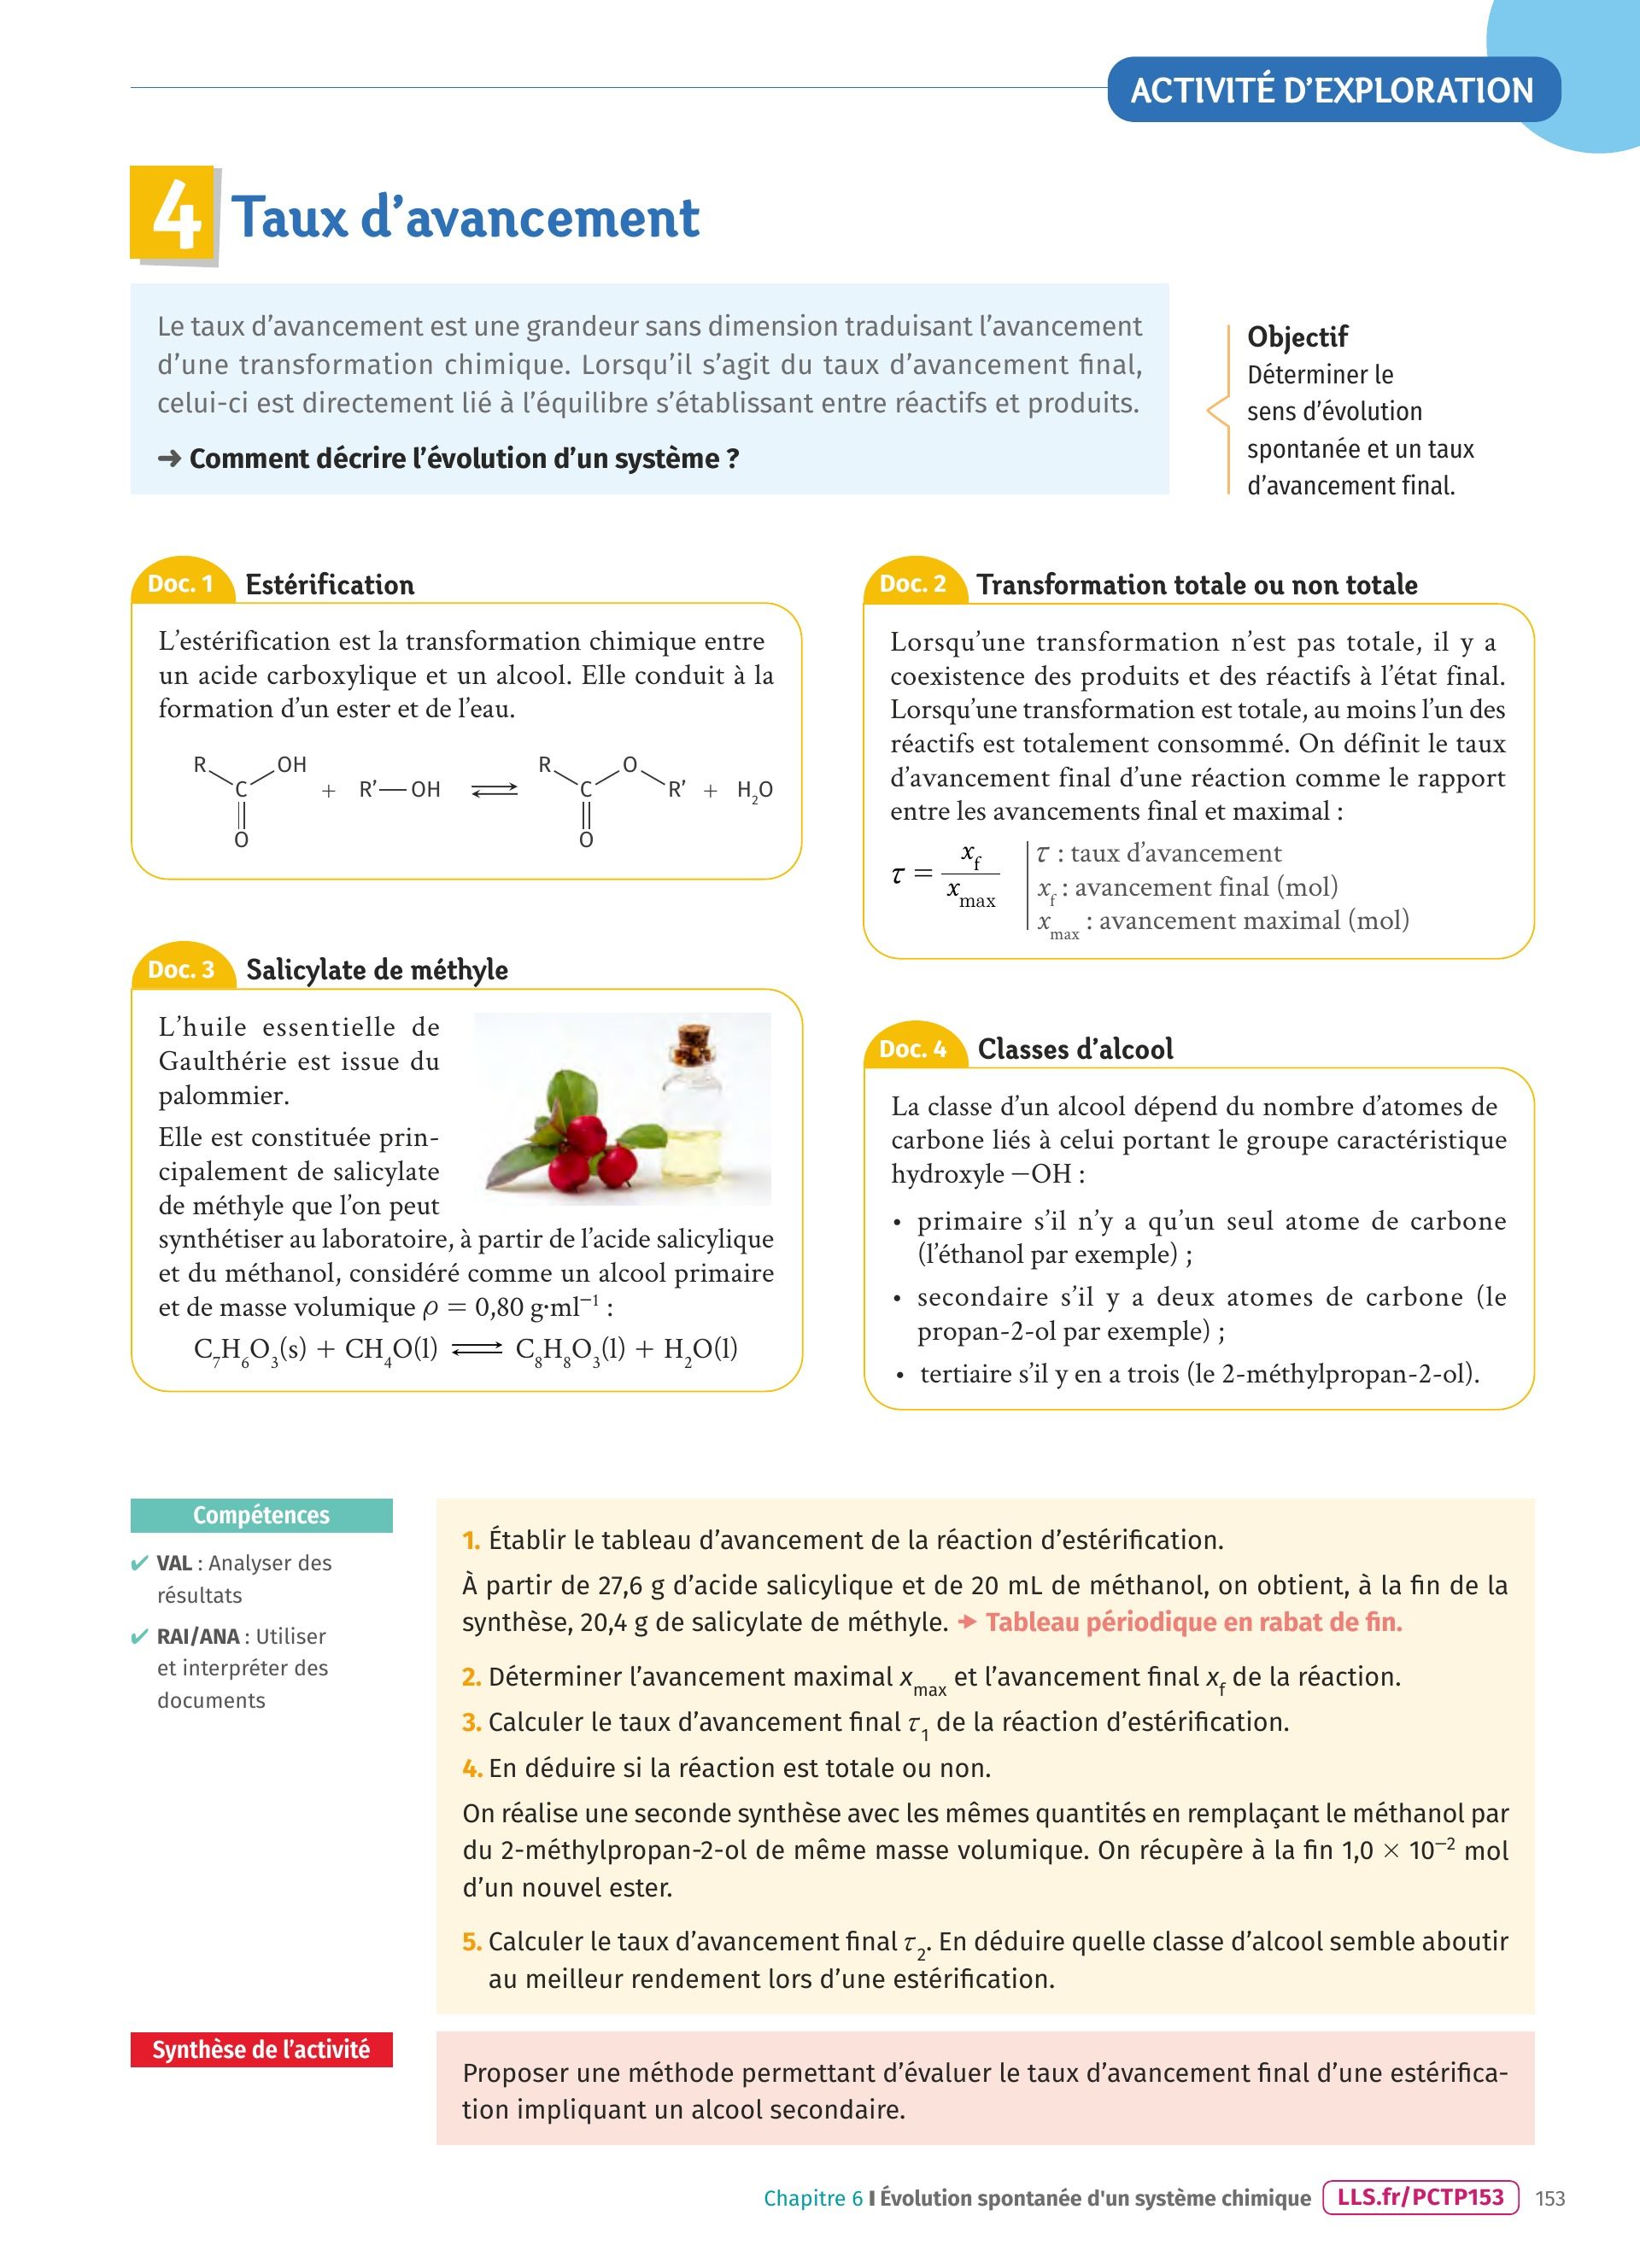 ACTIVITÉ D'EXPLORATION
4 Taux d'avancement
Le taux d'avancement est une grandeur sans dimension traduisant l'avancement
d'une transformation chimique. Lorsqu'il s'agit du taux d'avancement final,
celui-ci est directement lié à l'équilibre s'établissant entre réactifs et produits.
➜ Comment décrire l'évolution d'un système ?
Objectif
Déterminer le
sens d'évolution
spontanée et un taux
d'avancement final.
Doc. 1 Estérification
L'estérification est la transformation chimique entre
un acide carboxylique et un alcool. Elle conduit à la
formation d'un ester et de l'eau.
R OH R O
C + R'—OH ⇌ C R' + H₂O
O O
Doc. 2 Transformation totale ou non totale
Lorsqu'une transformation n'est pas totale, il y a
coexistence des produits et des réactifs à l'état final.
Lorsqu'une transformation est totale, au moins l'un des
réactifs est totalement consommé. On définit le taux
d'avancement final d'une réaction comme le rapport
entre les avancements final et maximal :
τ = x_f / x_max
τ : taux d'avancement
x_f : avancement final (mol)
x_max : avancement maximal (mol)
Doc. 3 Salicylate de méthyle
L'huile essentielle de
Gaulthérie est issue du
palommier.
Elle est constituée prin-
cipalement de salicylate
de méthyle que l'on peut
synthétiser au laboratoire, à partir de l'acide salicylique
et du méthanol, considéré comme un alcool primaire
et de masse volumique ρ = 0,80 g·ml⁻¹ :
C₇H₆O₃(s) + CH₄O(l) ⇌ C₈H₈O₃(l) + H₂O(l)
Doc. 4 Classes d'alcool
La classe d'un alcool dépend du nombre d'atomes de
carbone liés à celui portant le groupe caractéristique
hydroxyle −OH :
• primaire s'il n'y a qu'un seul atome de carbone
(l'éthanol par exemple) ;
• secondaire s'il y a deux atomes de carbone (le
propan-2-ol par exemple) ;
• tertiaire s'il y en a trois (le 2-méthylpropan-2-ol).
Compétences
✔ VAL : Analyser des
résultats
✔ RAI/ANA : Utiliser
et interpréter des
documents
1. Établir le tableau d'avancement de la réaction d'estérification.
À partir de 27,6 g d'acide salicylique et de 20 mL de méthanol, on obtient, à la fin de la
synthèse, 20,4 g de salicylate de méthyle. ➜ Tableau périodique en rabat de fin.
2. Déterminer l'avancement maximal x_max et l'avancement final x_f de la réaction.
3. Calculer le taux d'avancement final τ₁ de la réaction d'estérification.
4. En déduire si la réaction est totale ou non.
On réalise une seconde synthèse avec les mêmes quantités en remplaçant le méthanol par
du 2-méthylpropan-2-ol de même masse volumique. On récupère à la fin 1,0 × 10⁻² mol
d'un nouvel ester.
5. Calculer le taux d'avancement final τ₂. En déduire quelle classe d'alcool semble aboutir
au meilleur rendement lors d'une estérification.
Synthèse de l'activité
Proposer une méthode permettant d'évaluer le taux d'avancement final d'une estérifica-
tion impliquant un alcool secondaire.
Chapitre 6 I Évolution spontanée d'un système chimique LLS.fr/PCTP153 153